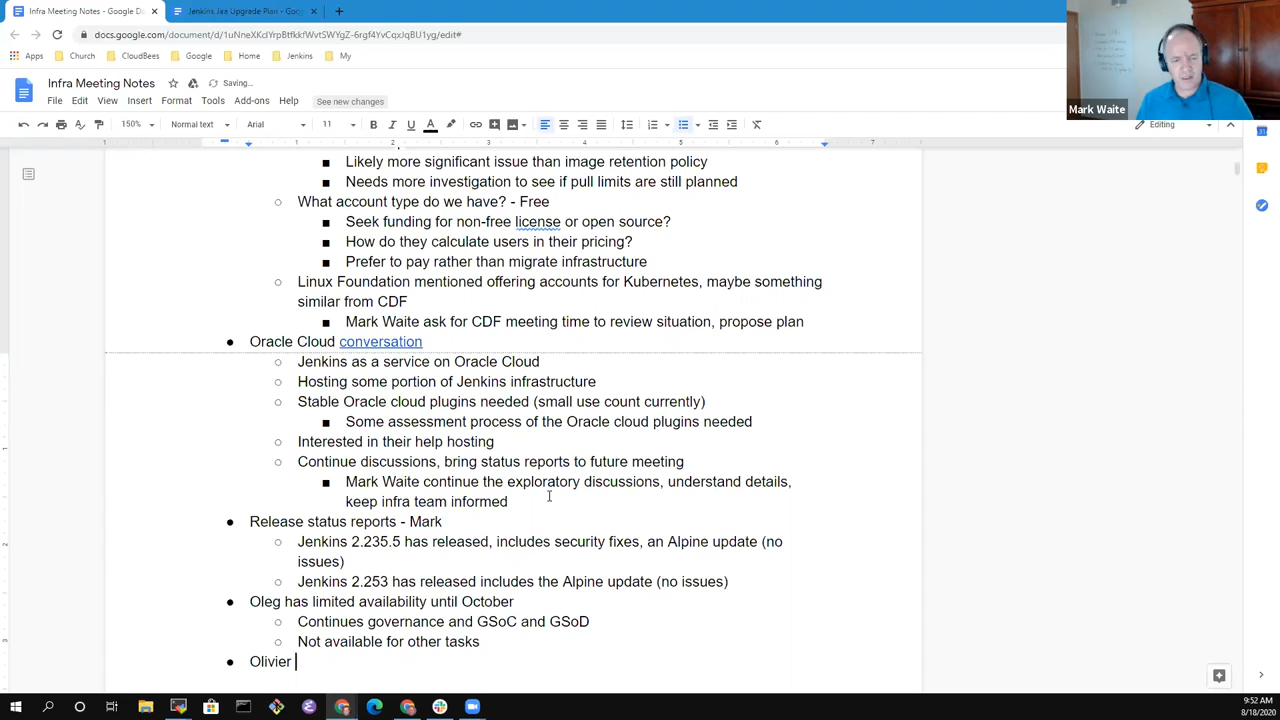 Infra Meeting Notes - Google D
Jenkins Jira Upgrade Plan - Goo
docs.google.com/document/d/
Apps
Church
CloudBees
Google
Home
Jenkins
My
Mark Waite
Infra Meeting Notes
Saving...
File Edit View Insert Format Tools Add-ons Help
See new changes
150%
Normal text
Arial
11
Editing
1 1 2 3 4 5 6 7
■ Likely more significant issue than image retention policy
■ Needs more investigation to see if pull limits are still planned
○ What account type do we have? - Free
■ Seek funding for non-free license or open source?
■ How do they calculate users in their pricing?
■ Prefer to pay rather than migrate infrastructure
○ Linux Foundation mentioned offering accounts for Kubernetes, maybe something
similar from CDF
■ Mark Waite ask for CDF meeting time to review situation, propose plan
● Oracle Cloud conversation
○ Jenkins as a service on Oracle Cloud
○ Hosting some portion of Jenkins infrastructure
○ Stable Oracle cloud plugins needed (small use count currently)
■ Some assessment process of the Oracle cloud plugins needed
○ Interested in their help hosting
○ Continue discussions, bring status reports to future meeting
■ Mark Waite continue the exploratory discussions, understand details,
keep infra team informed
● Release status reports - Mark
○ Jenkins 2.235.5 has released, includes security fixes, an Alpine update (no
issues)
○ Jenkins 2.253 has released includes the Alpine update (no issues)
● Oleg has limited availability until October
○ Continues governance and GSoC and GSoD
○ Not available for other tasks
● Olivier
9:52 AM
8/18/2020